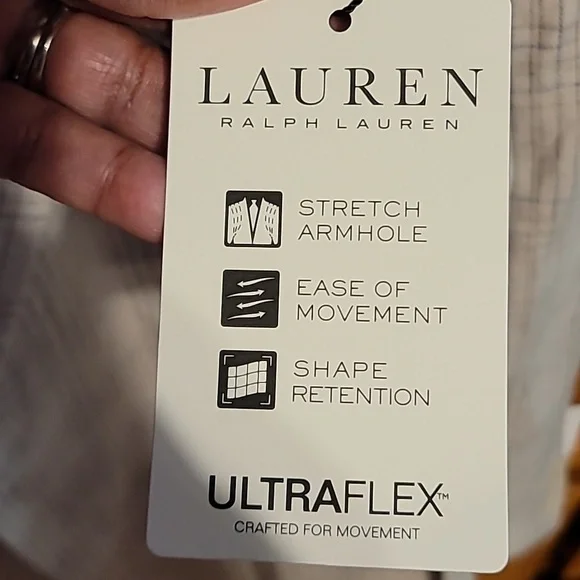 LAUREN
RALPH LAUREN
STRETCH
ARMHOLE
EASE OF
MOVEMENT
SHAPE
RETENTION
ULTRAFLEX™
CRAFTED FOR MOVEMENT